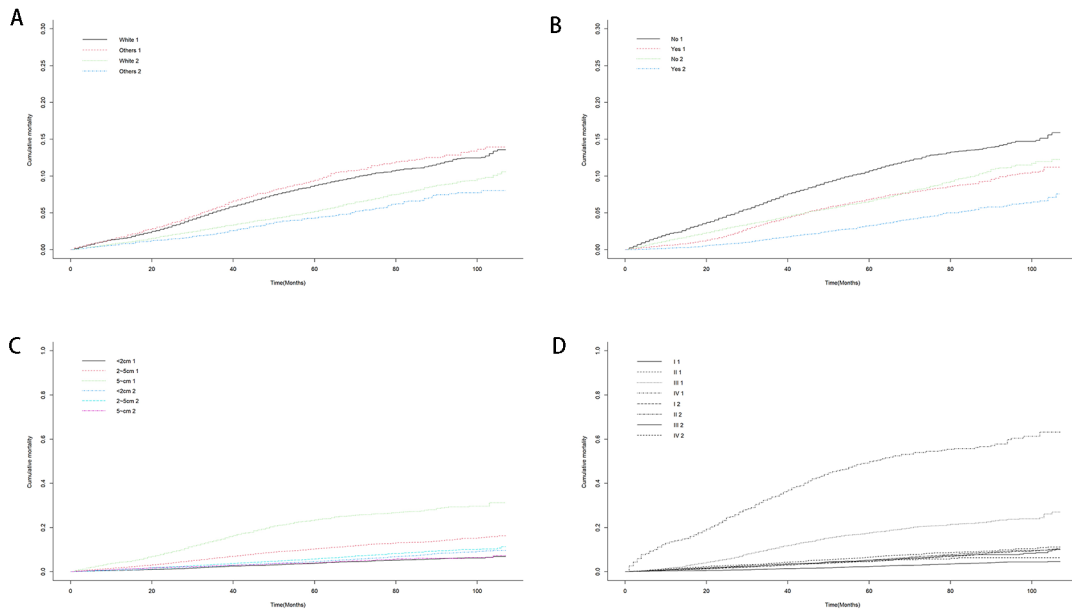 A
0.30
0.25
0.20
0.15
0.10
0.05
0.00
Cumulative mortality
White 1
Others 1
White 2
Others 2
0
20
40
60
80
100
Time(Months)
B
0.30
0.25
0.20
0.15
0.10
0.05
0.00
Cumulative mortality
No 1
Yes 1
No 2
Yes 2
0
20
40
60
80
100
Time(Months)
C
1.0
0.8
0.6
0.4
0.2
0.0
Cumulative mortality
<2cm 1
2~5cm 1
5~cm 1
<2cm 2
2~5cm 2
5~cm 2
0
20
40
60
80
100
Time(Months)
D
1.0
0.8
0.6
0.4
0.2
0.0
Cumulative mortality
I 1
II 1
III 1
IV 1
I 2
II 2
III 2
IV 2
0
20
40
60
80
100
Time(Months)